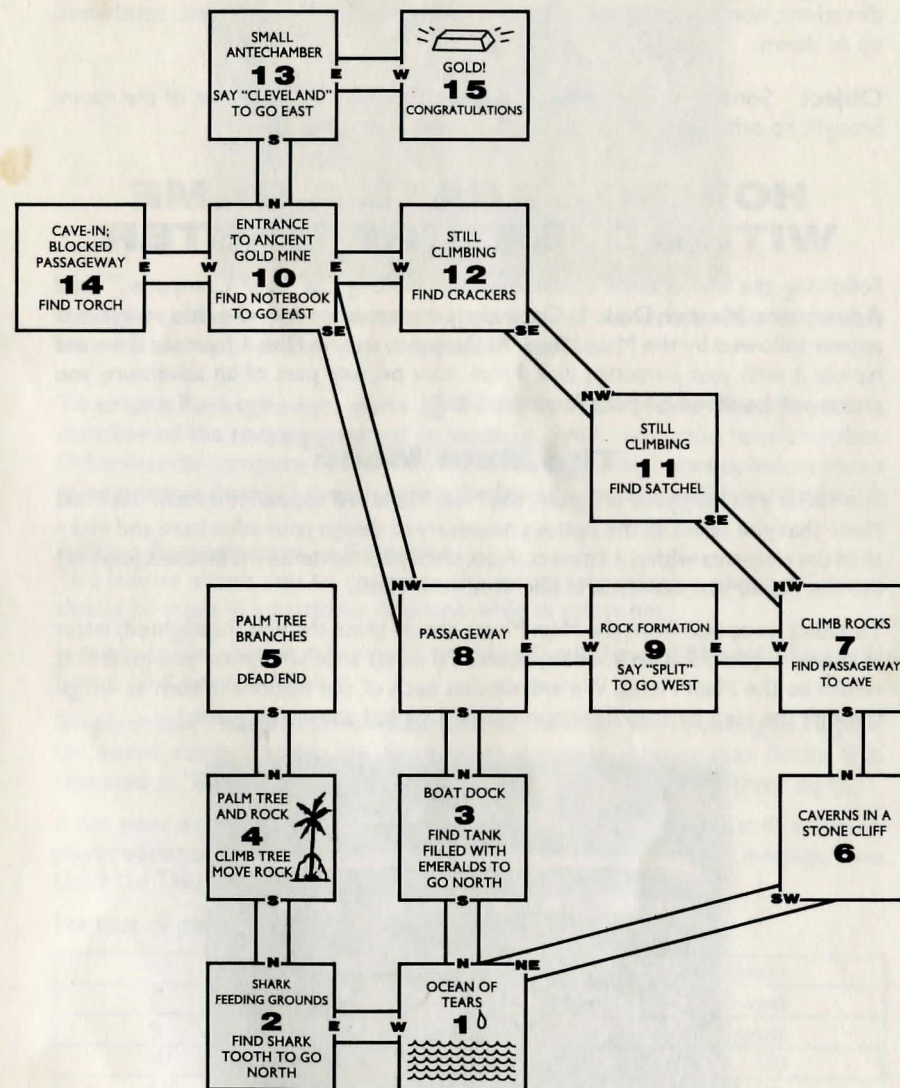 SMALL
ANTECHAMBER
13
SAY "CLEVELAND"
TO GO EAST
E
S
W
GOLD!
15
CONGRATULATIONS
CAVE-IN;
BLOCKED
PASSAGEWAY
14
FIND TORCH
E
N
ENTRANCE
TO ANCIENT
GOLD MINE
W
10
E
FIND NOTEBOOK
TO GO EAST
SE
STILL
CLIMBING
W
12
FIND CRACKERS
SE
NW
STILL
CLIMBING
11
FIND SATCHEL
SE
PALM TREE
BRANCHES
5
DEAD END
S
NW
PASSAGEWAY
8
E
S
ROCK FORMATION
W
9
E
SAY "SPLIT"
TO GO WEST
NW
CLIMB ROCKS
W
7
FIND PASSAGEWAY
TO CAVE
S
N
PALM TREE
AND ROCK
4
CLIMB TREE
MOVE ROCK
S
N
BOAT DOCK
3
FIND TANK
FILLED WITH
EMERALDS TO
GO NORTH
S
N
CAVERNS IN A
STONE CLIFF
6
SW
N
SHARK
FEEDING GROUNDS
2
E
FIND SHARK
TOOTH TO GO
NORTH
N
NE
OCEAN OF
TEARS
W
1